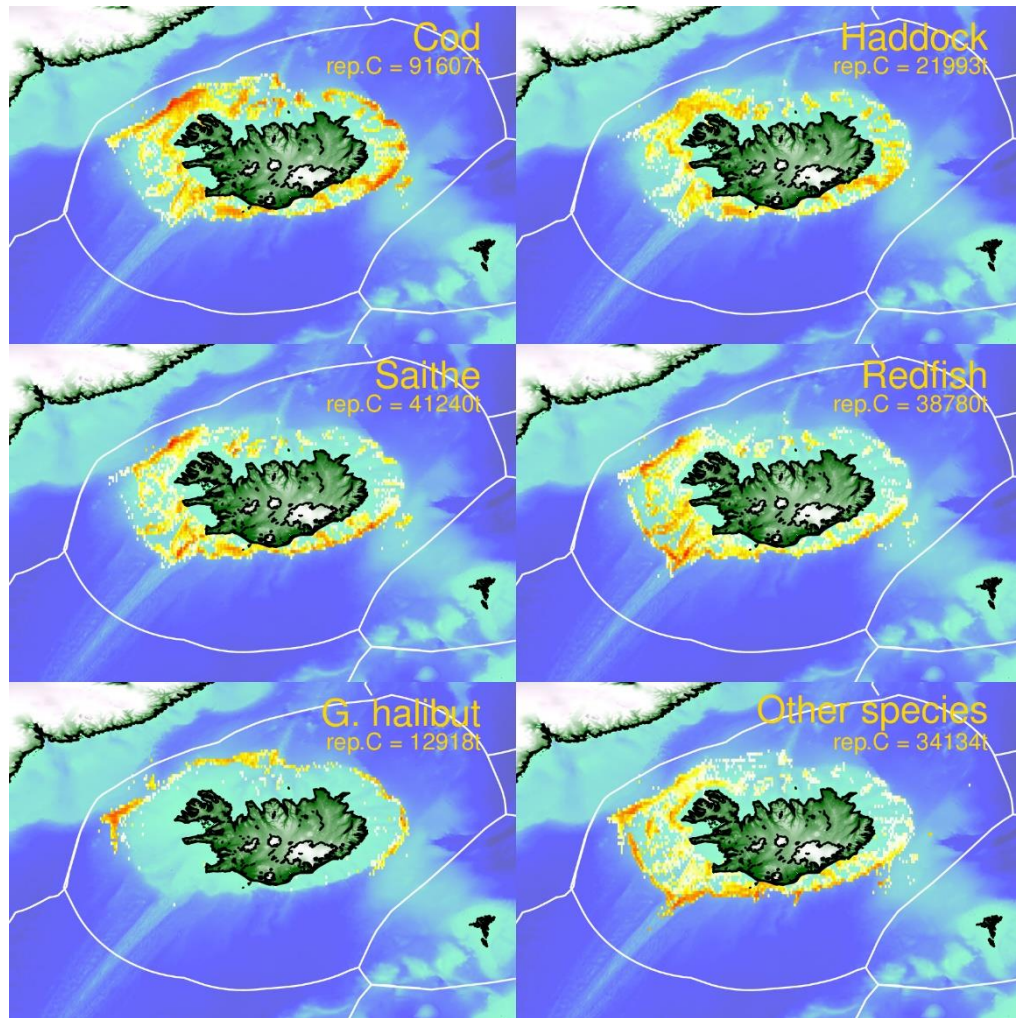 Cod
rep.C = 91607t
Haddock
rep.C = 21993t
Saithe
rep.C = 41240t
Redfish
rep.C = 38780t
G. halibut
rep.C = 12918t
Other species
rep.C = 34134t